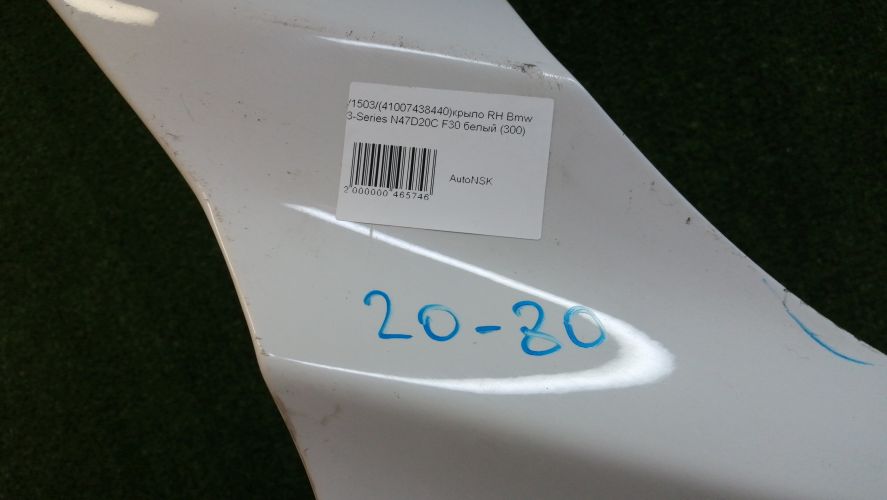 /1503/(41007438440)крыло RH Bmw
3-Series N47D20C F30 белый (300)
AutoNSK
2 000000 465746
20-80